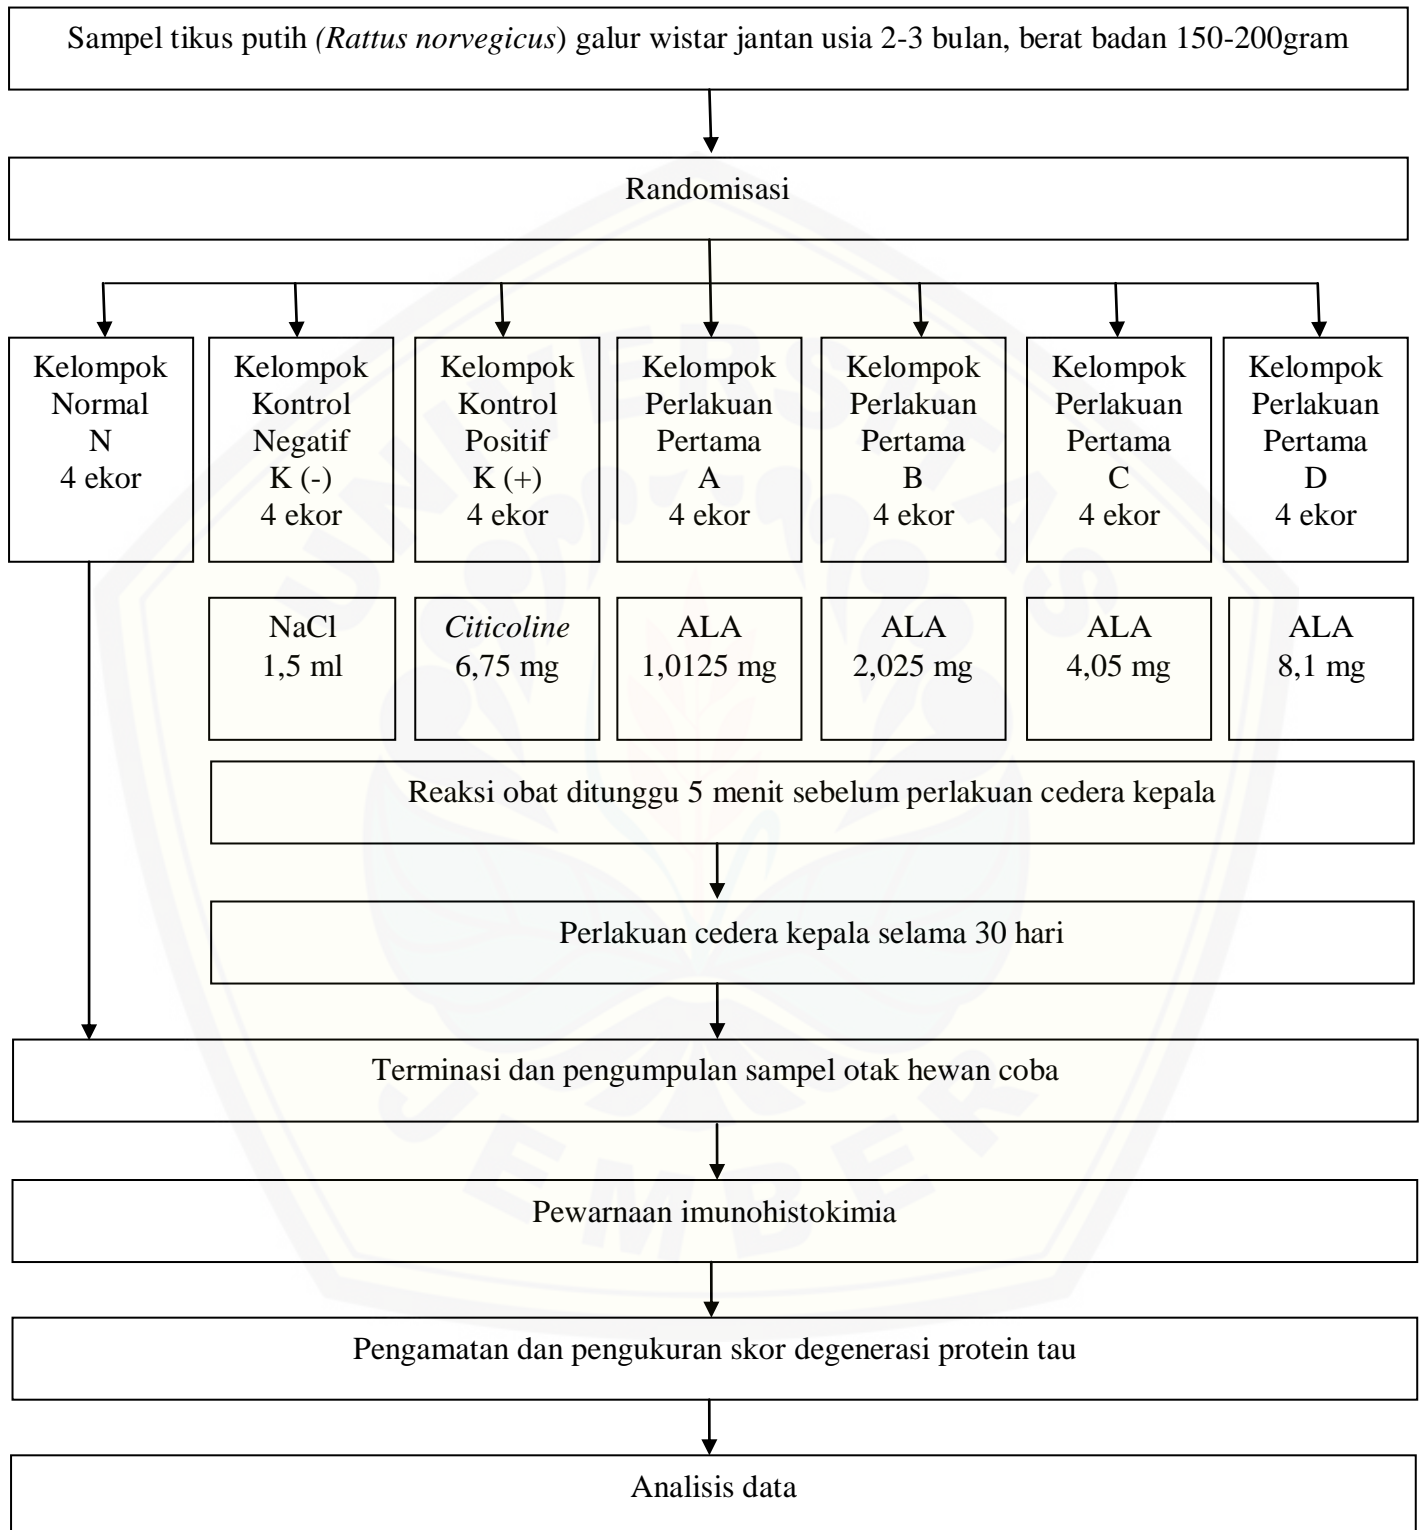 Sampel tikus putih (Rattus norvegicus) galur wistar jantan usia 2-3 bulan, berat badan 150-200gram
Randomisasi
Kelompok
Normal
N
4 ekor
Kelompok
Kontrol
Negatif
K (-)
4 ekor
Kelompok
Kontrol
Positif
K (+)
4 ekor
Kelompok
Perlakuan
Pertama
A
4 ekor
Kelompok
Perlakuan
Pertama
B
4 ekor
Kelompok
Perlakuan
Pertama
C
4 ekor
Kelompok
Perlakuan
Pertama
D
4 ekor
NaCl
1,5 ml
Citicoline
6,75 mg
ALA
1,0125 mg
ALA
2,025 mg
ALA
4,05 mg
ALA
8,1 mg
Reaksi obat ditunggu 5 menit sebelum perlakuan cedera kepala
Perlakuan cedera kepala selama 30 hari
Terminasi dan pengumpulan sampel otak hewan coba
Pewarnaan imunohistokimia
Pengamatan dan pengukuran skor degenerasi protein tau
Analisis data
UNIVERSITAS
JEMBER